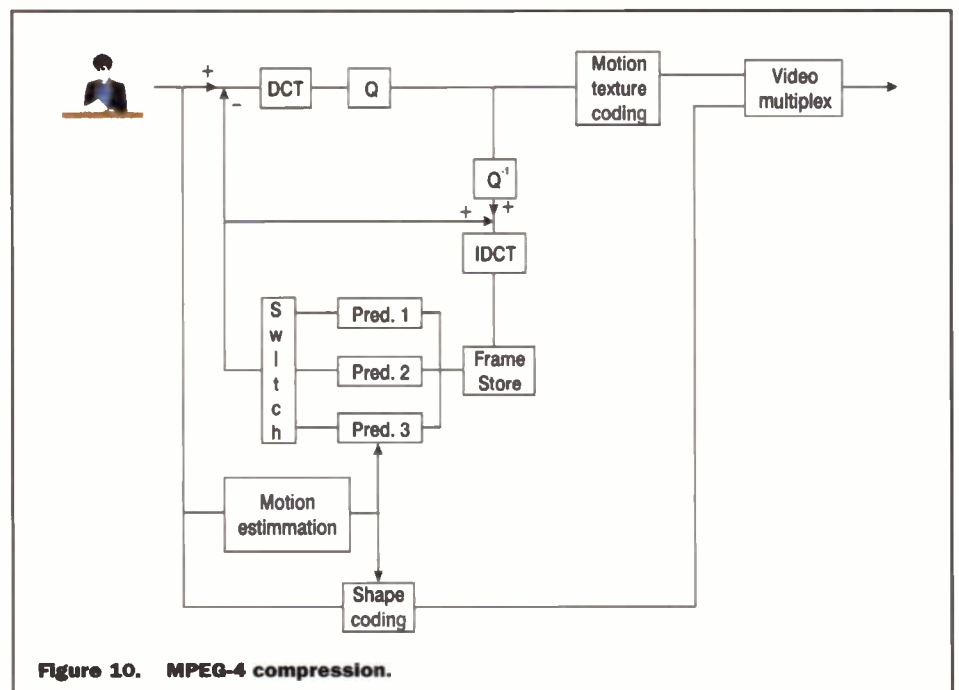 +
-
DCT
Q
Motion
texture
coding
Video
multiplex
Q-1
+
+
IDCT
Switch
Pred. 1
Pred. 2
Pred. 3
Frame
Store
Motion
estimmation
Shape
coding
Figure 10. MPEG-4 compression.